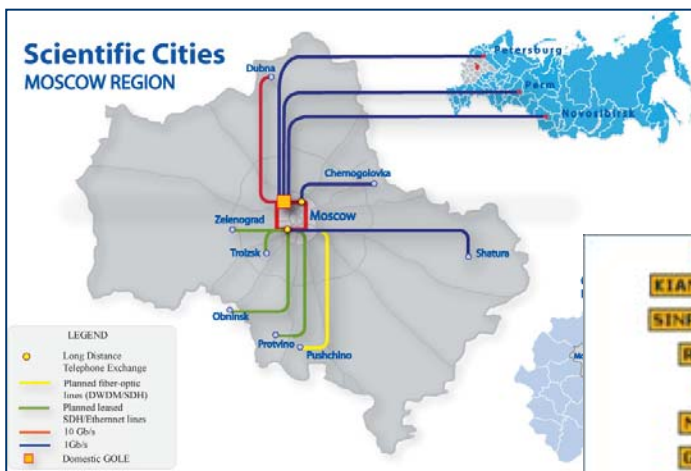 Scientific Cities
MOSCOW REGION
Dubna
Petersburg
Perm
Novosibirsk
Chernogolovka
Moscow
Zelenograd
Troizsk
Shatura
Obninsk
Protvino
Pushchino
LEGEND
Long Distance
Telephone Exchange
Planned fiber-optic
lines (DWDM/SDH)
Planned leased
SDH/Ethernnet lines
10 Gb/s
1Gb/s
Domestic GOLE